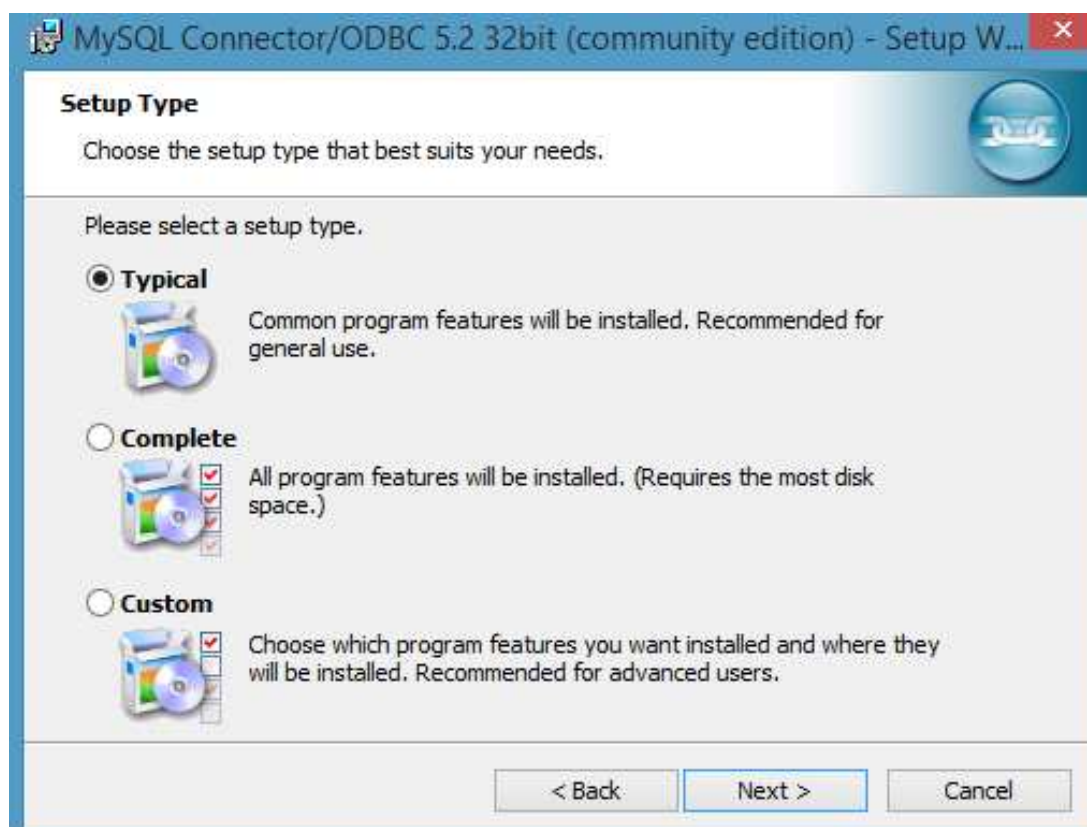 MySQL Connector/ODBC 5.2 32bit (community edition) - Setup W...
Setup Type
Choose the setup type that best suits your needs.
Please select a setup type.
Typical
Common program features will be installed. Recommended for
general use.
Complete
All program features will be installed. (Requires the most disk
space.)
Custom
Choose which program features you want installed and where they
will be installed. Recommended for advanced users.
< Back
Next >
Cancel